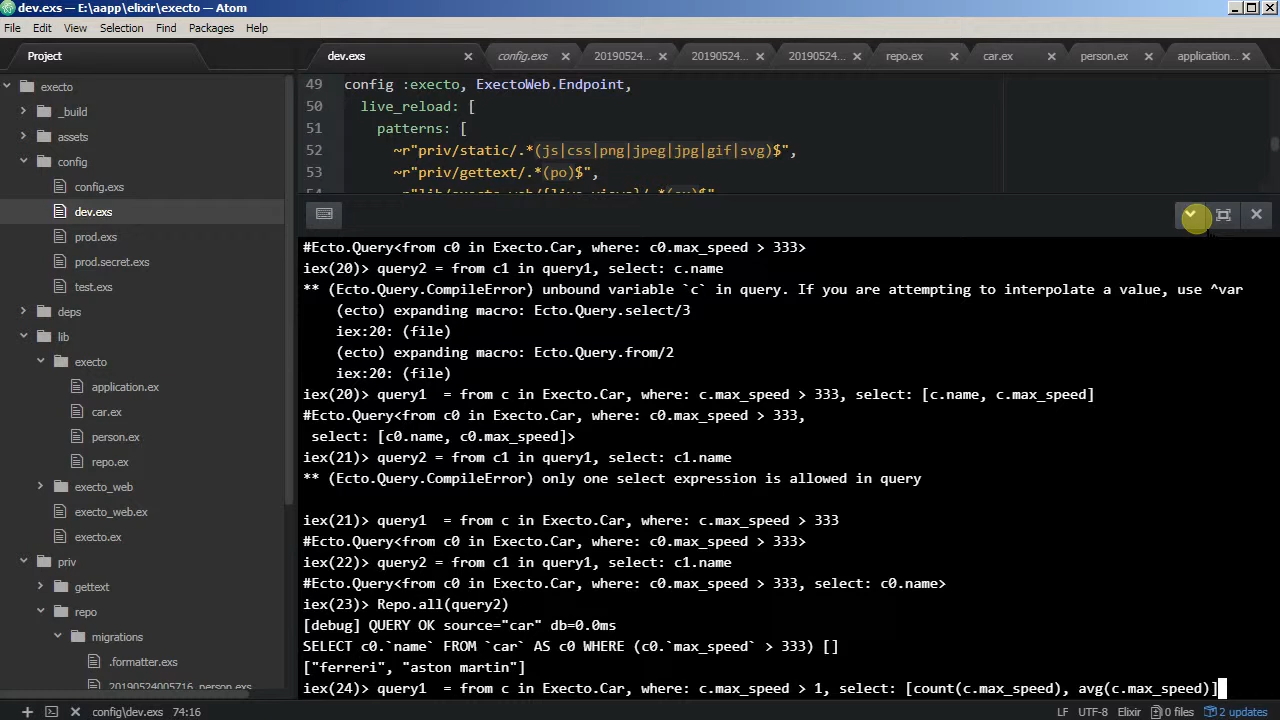 dev.exs — E:\aapp\elixir\execto — Atom
File Edit View Selection Find Packages Help
Project
dev.exs config.exs 20190524... 20190524... 20190524... repo.ex car.ex person.ex application...
execto
_build
assets
config
config.exs
dev.exs
prod.exs
prod.secret.exs
test.exs
deps
lib
execto
application.ex
car.ex
person.ex
repo.ex
execto_web
execto_web.ex
execto.ex
priv
gettext
repo
migrations
.formatter.exs
20190524005716_person.exs
49 config :execto, ExectoWeb.Endpoint,
50 live_reload: [
51 patterns: [
52 ~r"priv/static/.*(js|css|png|jpeg|jpg|gif|svg)$",
53 ~r"priv/gettext/.*(po)$",
54 ~r"lib/execto_web/{live,views}/.*(ex)$"
#Ecto.Query<from c0 in Execto.Car, where: c0.max_speed > 333>
iex(20)> query2 = from c1 in query1, select: c.name
** (Ecto.Query.CompileError) unbound variable `c` in query. If you are attempting to interpolate a value, use ^var
(ecto) expanding macro: Ecto.Query.select/3
iex:20: (file)
(ecto) expanding macro: Ecto.Query.from/2
iex:20: (file)
iex(20)> query1  = from c in Execto.Car, where: c.max_speed > 333, select: [c.name, c.max_speed]
#Ecto.Query<from c0 in Execto.Car, where: c0.max_speed > 333,
select: [c0.name, c0.max_speed]>
iex(21)> query2 = from c1 in query1, select: c1.name
** (Ecto.Query.CompileError) only one select expression is allowed in query
iex(21)> query1  = from c in Execto.Car, where: c.max_speed > 333
#Ecto.Query<from c0 in Execto.Car, where: c0.max_speed > 333>
iex(22)> query2 = from c1 in query1, select: c1.name
#Ecto.Query<from c0 in Execto.Car, where: c0.max_speed > 333, select: c0.name>
iex(23)> Repo.all(query2)
[debug] QUERY OK source="car" db=0.0ms
SELECT c0.`name` FROM `car` AS c0 WHERE (c0.`max_speed` > 333) []
["ferreri", "aston martin"]
iex(24)> query1  = from c in Execto.Car, where: c.max_speed > 1, select: [count(c.max_speed), avg(c.max_speed)]
config\dev.exs 74:16 LF UTF-8 Elixir 0 files 2 updates